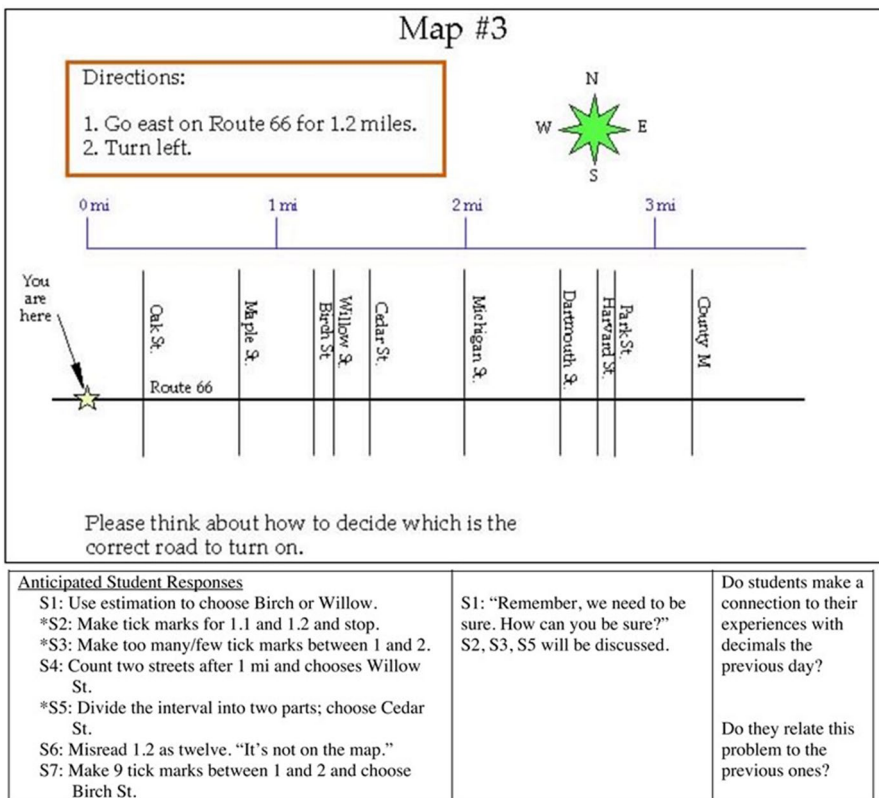 Map #3
Directions:
1. Go east on Route 66 for 1.2 miles.
2. Turn left.
N
W
E
S
0 mi
1 mi
2 mi
3 mi
You
are
here
Oak St.
Maple St.
Birch St
Willow St.
Cedar St.
Michigan St.
Dartmouth St.
Harvard St.
Park St.
County M
Route 66
Please think about how to decide which is the
correct road to turn on.
Anticipated Student Responses
S1: Use estimation to choose Birch or Willow.
*S2: Make tick marks for 1.1 and 1.2 and stop.
*S3: Make too many/few tick marks between 1 and 2.
S4: Count two streets after 1 mi and chooses Willow
St.
*S5: Divide the interval into two parts; choose Cedar
St.
S6: Misread 1.2 as twelve. “It’s not on the map.”
S7: Make 9 tick marks between 1 and 2 and choose
Birch St.
S1: “Remember, we need to be
sure. How can you be sure?”
S2, S3, S5 will be discussed.
Do students make a
connection to their
experiences with
decimals the
previous day?
Do they relate this
problem to the
previous ones?